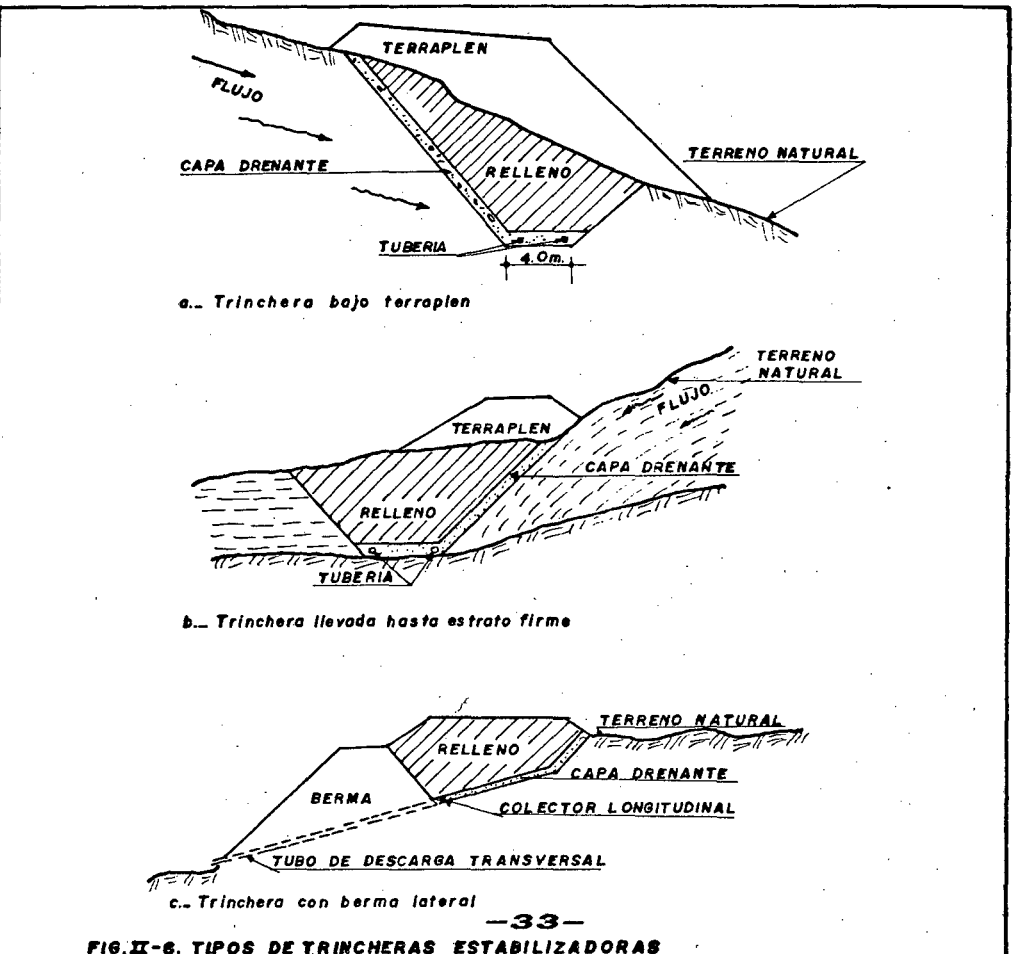 TERRAPLEN
FLUJO
CAPA DRENANTE
TERRENO NATURAL
RELLENO
TUBERIA
4.0m.
a.- Trinchera bajo terraplen
TERRENO
NATURAL
FLUJO
TERRAPLEN
CAPA DRENANTE
RELLENO
TUBERIA
b.- Trinchera llevada hasta estrato firme
TERRENO NATURAL
RELLENO
CAPA DRENANTE
BERMA
COLECTOR LONGITUDINAL
TUBO DE DESCARGA TRANSVERSAL
c.- Trinchera con berma lateral
-33-
FIG. II-6. TIPOS DE TRINCHERAS ESTABILIZADORAS